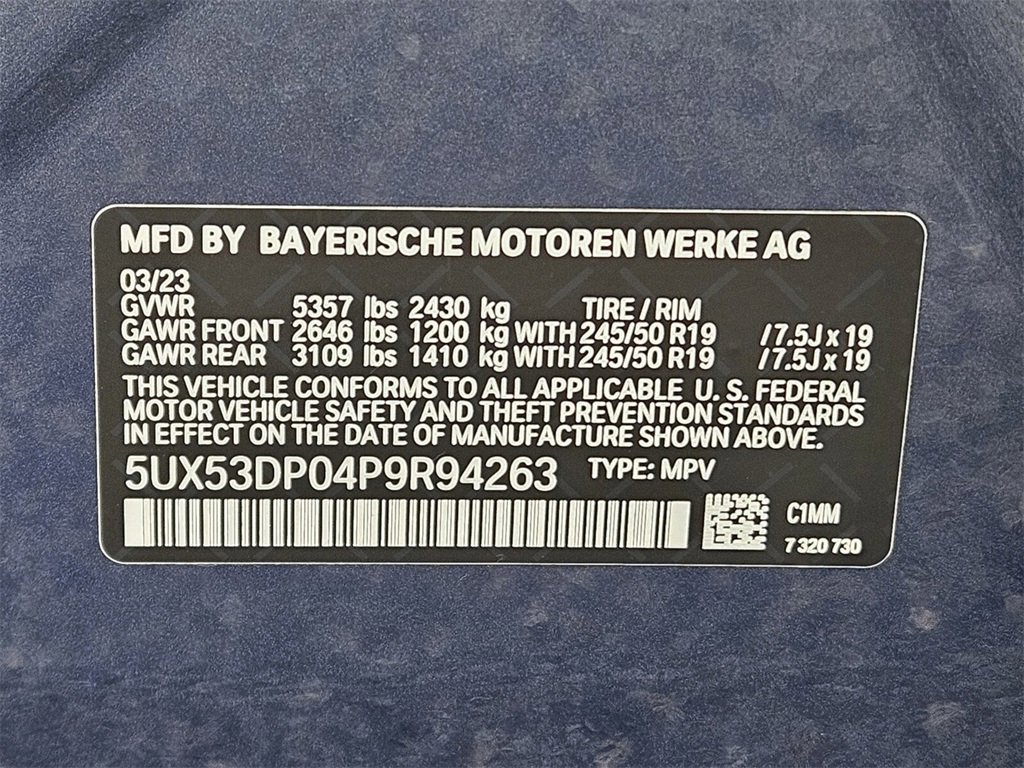 MFD BY BAYERISCHE MOTOREN WERKE AG
03/23
GVWR 5357 lbs 2430 kg TIRE / RIM
GAWR FRONT 2646 lbs 1200 kg WITH 245/50 R19 / 7.5J x 19
GAWR REAR 3109 lbs 1410 kg WITH 245/50 R19 / 7.5J x 19
THIS VEHICLE CONFORMS TO ALL APPLICABLE U. S. FEDERAL
MOTOR VEHICLE SAFETY AND THEFT PREVENTION STANDARDS
IN EFFECT ON THE DATE OF MANUFACTURE SHOWN ABOVE.
5UX53DP04P9R94263 TYPE: MPV
C1MM
7 320 730